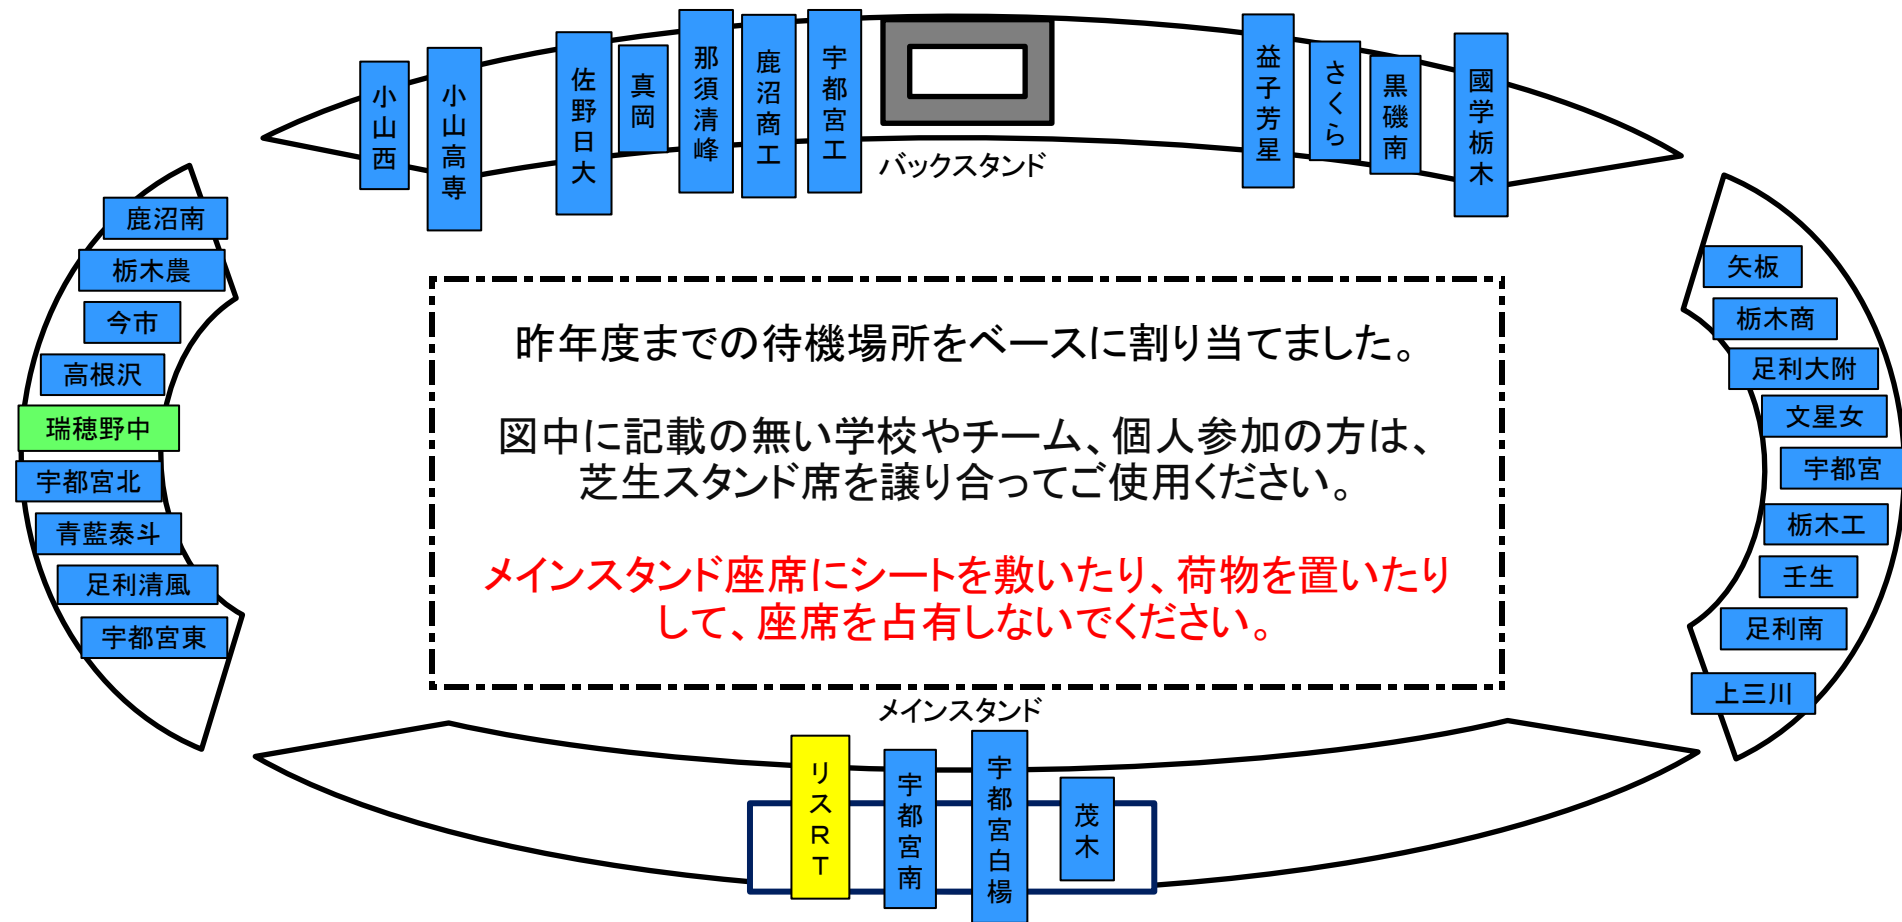 小山西
小山高専
佐野日大
真岡
那須清峰
鹿沼商工
宇都宮工
益子芳星
さくら
黒磯南
國学栃木
バックスタンド
鹿沼南
栃木農
今市
高根沢
瑞穂野中
宇都宮北
青藍泰斗
足利清風
宇都宮東
昨年度までの待機場所をベースに割り当てました。
図中に記載の無い学校やチーム、個人参加の方は、
芝生スタンド席を譲り合ってご使用ください。
メインスタンド座席にシートを敷いたり、荷物を置いたり
して、座席を占有しないでください。
矢板
栃木商
足利大附
文星女
宇都宮
栃木工
壬生
足利南
上三川
メインスタンド
リスRT
宇都宮南
宇都宮白楊
茂木